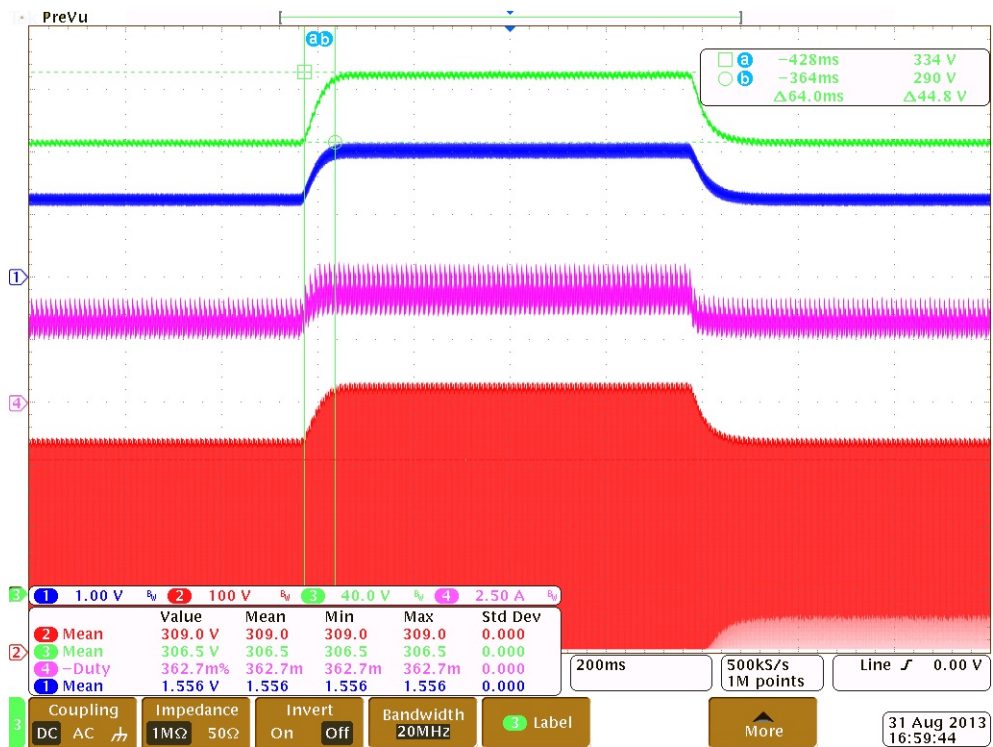 PreVu
a b
a −428ms 334 V
b −364ms 290 V
Δ64.0ms Δ44.8 V
1
4
3
2
1 1.00 V BW 2 100 V BW 3 40.0 V BW 4 2.50 A BW
Value Mean Min Max Std Dev
2 Mean 309.0 V 309.0 309.0 309.0 0.000
3 Mean 306.5 V 306.5 306.5 306.5 0.000
4 −Duty 362.7m% 362.7m 362.7m 362.7m 0.000
1 Mean 1.556 V 1.556 1.556 1.556 0.000
200ms
500kS/s
1M points
Line 0.00 V
3
Coupling
DC AC
Impedance
1MΩ 50Ω
Invert
On Off
Bandwidth
20MHz
3 Label
More
31 Aug 2013
16:59:44